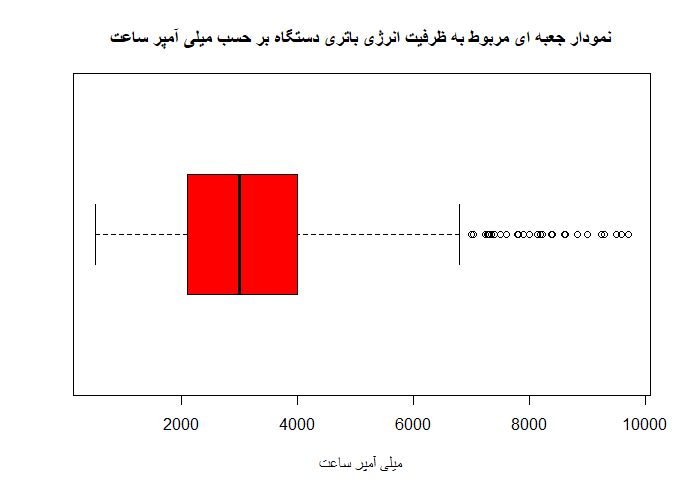 نمودار جعبه ای مربوط به ظرفیت انرژی باتری دستگاه بر حسب میلی آمپر ساعت
2000 4000 6000 8000 10000
میلی آمپر ساعت